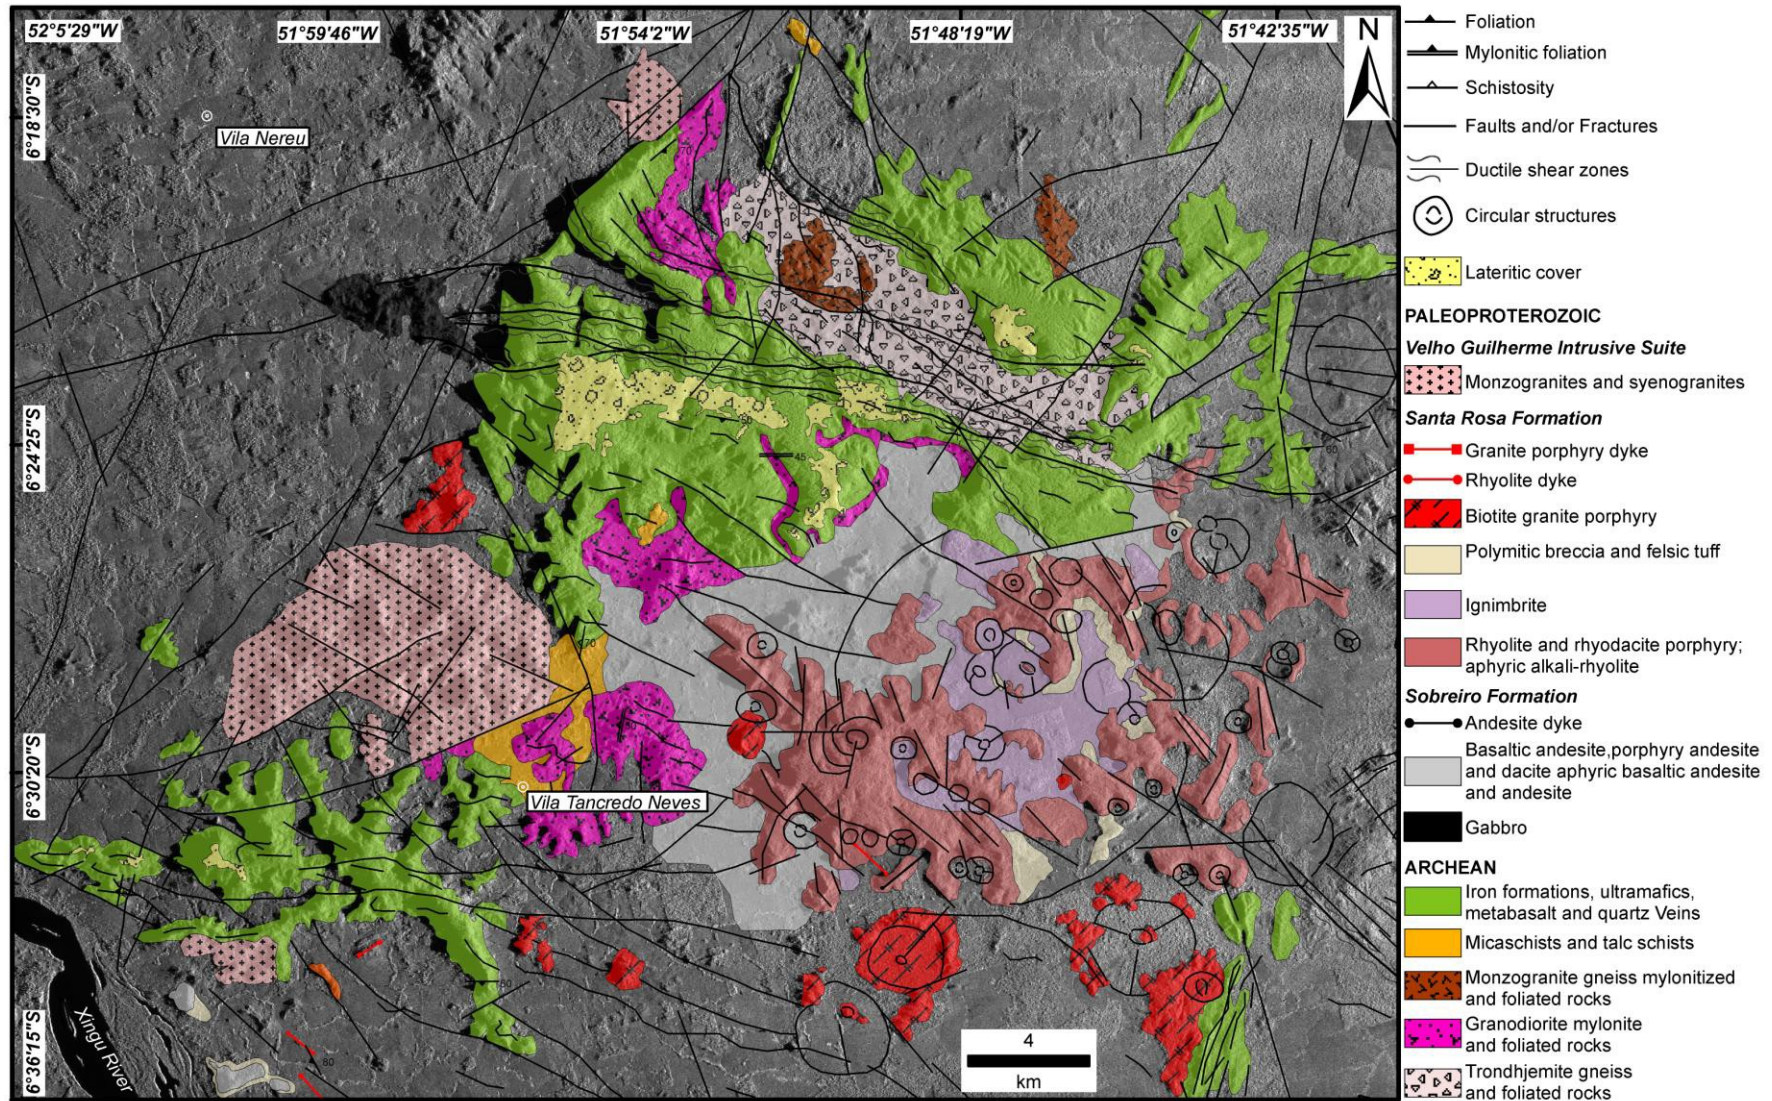 52°5'29"W
51°59'46"W
51°54'2"W
51°48'19"W
51°42'35"W
N
6°18'30"S
6°24'25"S
6°30'20"S
6°36'15"S
Vila Nereu
70
45
70
Vila Tancredo Neves
Xingu River
80
4
km
Foliation
Mylonitic foliation
Schistosity
Faults and/or Fractures
Ductile shear zones
Circular structures
Lateritic cover
PALEOPROTEROZOIC
Velho Guilherme Intrusive Suite
Monzogranites and syenogranites
Santa Rosa Formation
Granite porphyry dyke
Rhyolite dyke
Biotite granite porphyry
Polymitic breccia and felsic tuff
Ignimbrite
Rhyolite and rhyodacite porphyry;
aphyric alkali-rhyolite
Sobreiro Formation
Andesite dyke
Basaltic andesite,porphyry andesite
and dacite aphyric basaltic andesite
and andesite
Gabbro
ARCHEAN
Iron formations, ultramafics,
metabasalt and quartz Veins
Micaschists and talc schists
Monzogranite gneiss mylonitized
and foliated rocks
Granodiorite mylonite
and foliated rocks
Trondhjemite gneiss
and foliated rocks